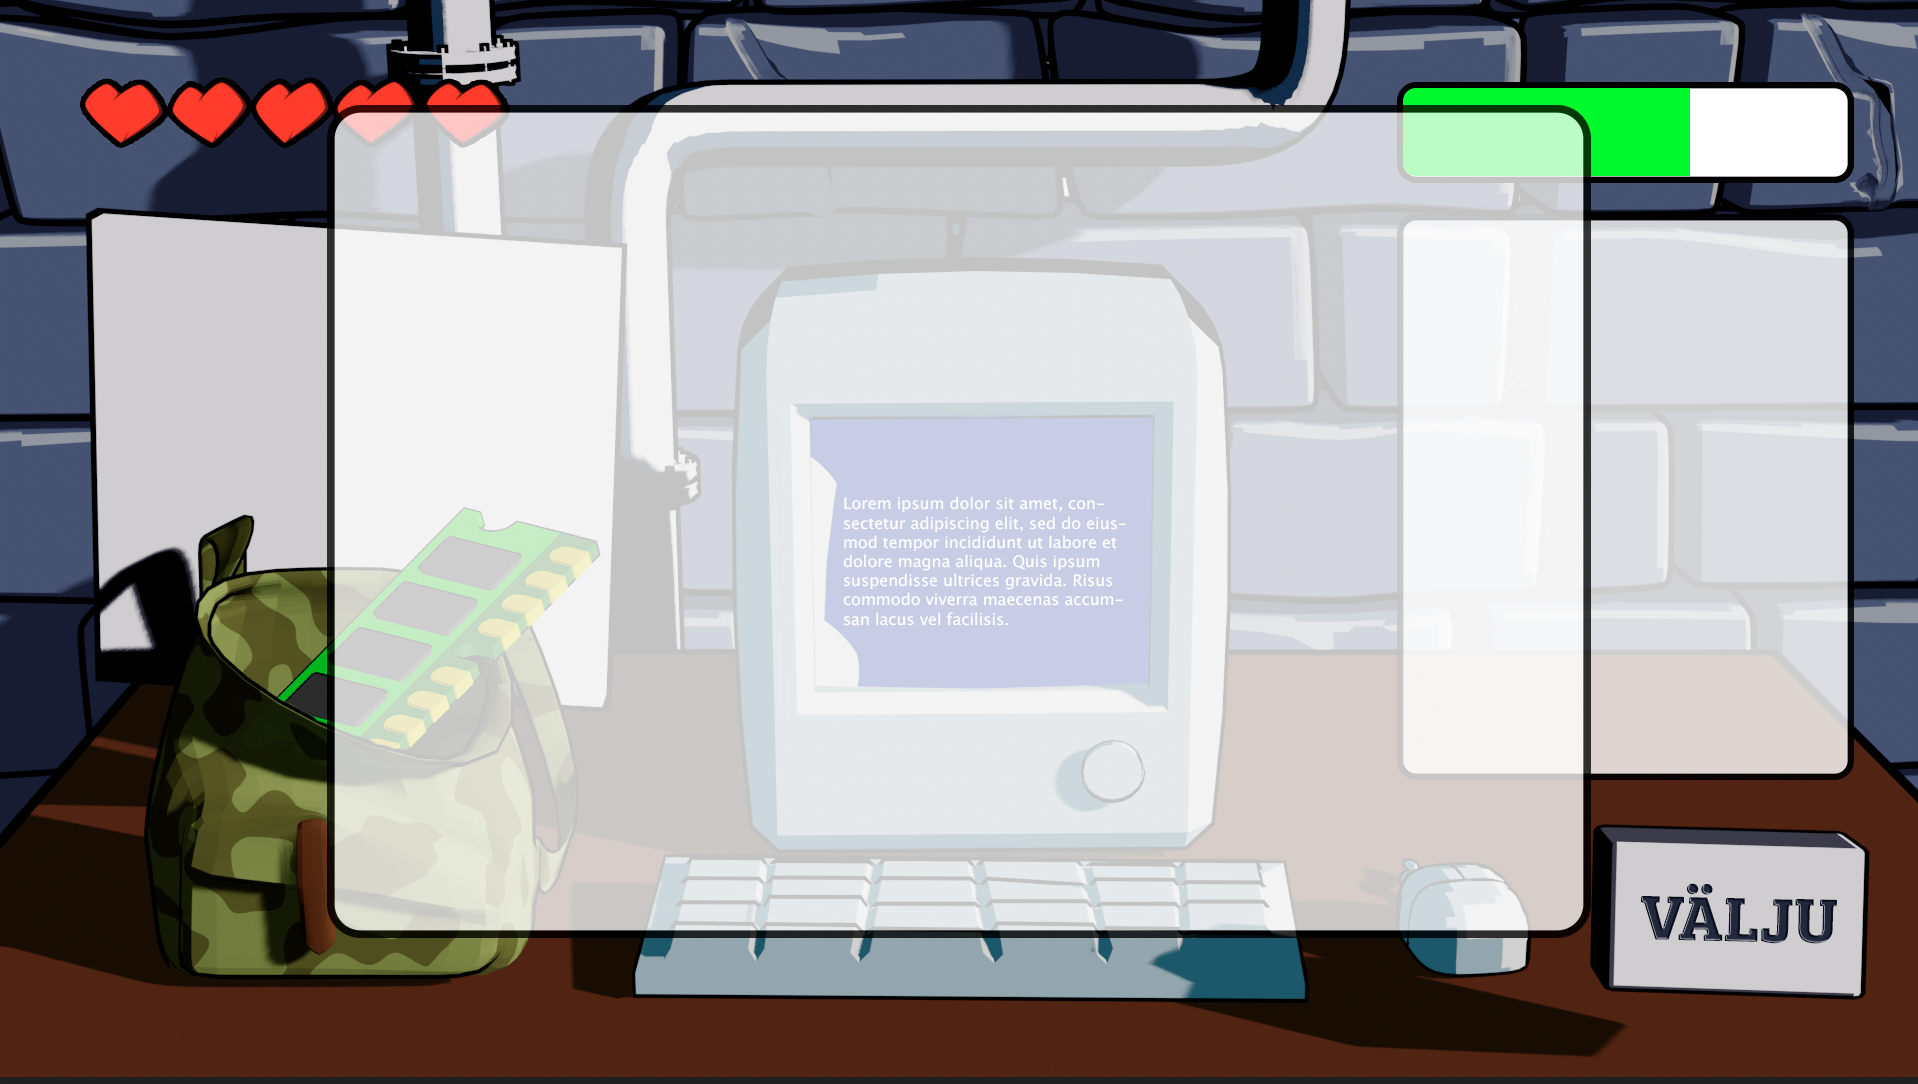 Lorem ipsum dolor sit amet, con-
sectetur adipiscing elit, sed do eius-
mod tempor incididunt ut labore et
dolore magna aliqua. Quis ipsum
suspendisse ultrices gravida. Risus
commodo viverra maecenas accum-
san lacus vel facilisis.
VÄLJU